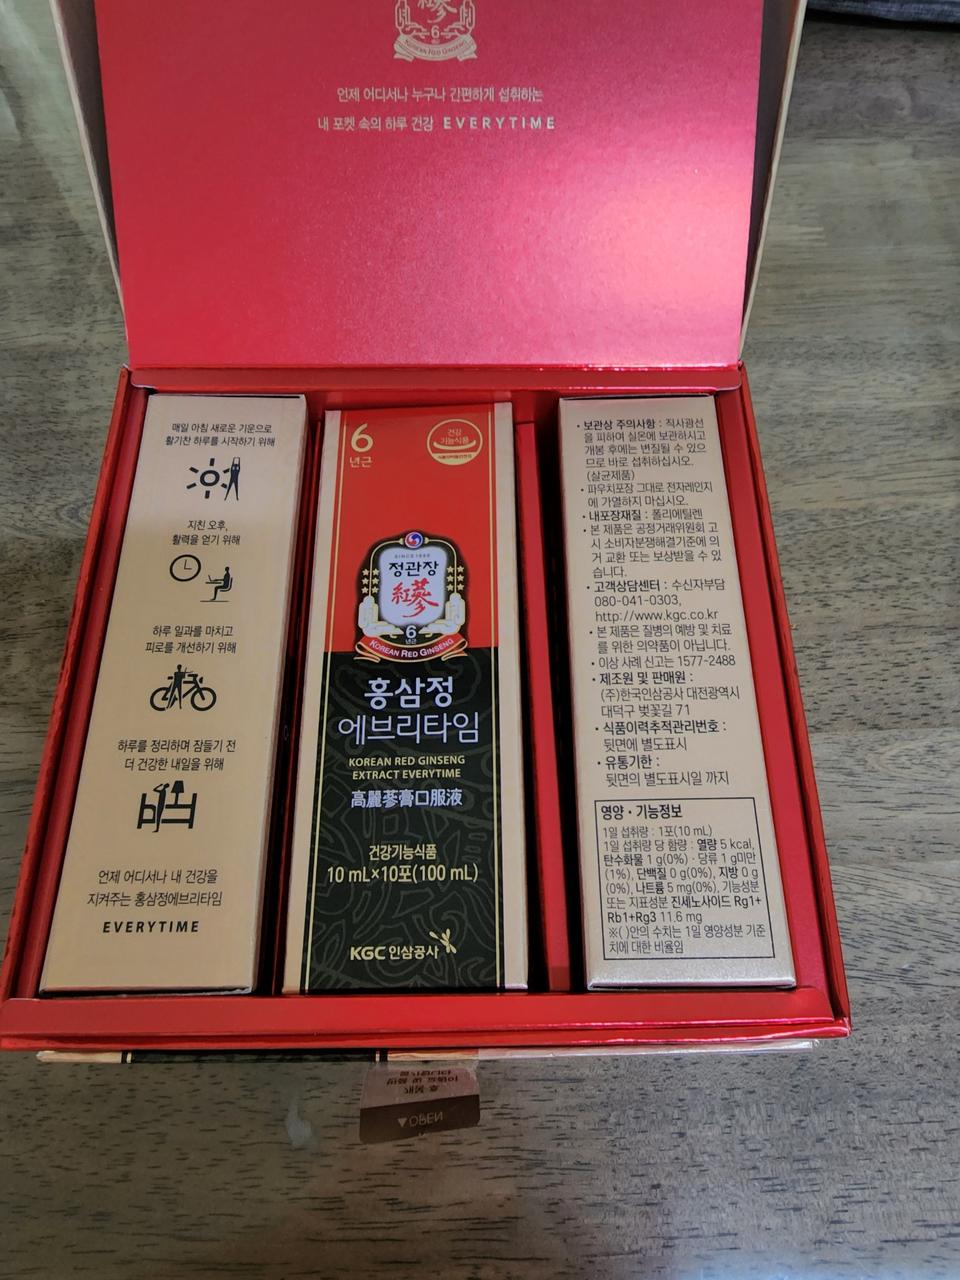 紅蔘
6
KOREAN RED GINSENG
언제 어디서나 누구나 간편하게 섭취하는
내 포켓 속의 하루 건강 EVERYTIME
매일 아침 새로운 기운으로
활기찬 하루를 시작하기 위해
지친 오후,
활력을 얻기 위해
하루 일과를 마치고
피로를 개선하기 위해
하루를 정리하며 잠들기 전
더 건강한 내일을 위해
언제 어디서나 내 건강을
지켜주는 홍삼정에브리타임
EVERYTIME
6
년근
건강
기능식품
식품의약품안전처
SINCE 1899
정관장
紅蔘
6
년근
KOREAN RED GINSENG
홍삼정
에브리타임
KOREAN RED GINSENG
EXTRACT EVERYTIME
高麗蔘膏口服液
건강기능식품
10 mL×10포(100 mL)
KGC 인삼공사
• 보관상 주의사항 : 직사광선
을 피하여 실온에 보관하시고
개봉 후에는 변질될 수 있으
므로 바로 섭취하십시오.
(살균제품)
• 파우치포장 그대로 전자레인지
에 가열하지 마십시오.
• 내포장재질 : 폴리에틸렌
• 본 제품은 공정거래위원회 고
시 소비자분쟁해결기준에 의
거 교환 또는 보상받을 수 있
습니다.
• 고객상담센터 : 수신자부담
080-041-0303,
http://www.kgc.co.kr
• 본 제품은 질병의 예방 및 치료
를 위한 의약품이 아닙니다.
• 이상 사례 신고는 1577-2488
• 제조원 및 판매원 :
(주)한국인삼공사 대전광역시
대덕구 벚꽃길 71
• 식품이력추적관리번호 :
뒷면에 별도표시
• 유통기한 :
뒷면의 별도표시일 까지
영양 • 기능정보
1일 섭취량 : 1포(10 mL)
1일 섭취량 당 함량 : 열량 5 kcal,
탄수화물 1 g(0%) · 당류 1 g미만
(1%), 단백질 0 g(0%), 지방 0 g
(0%), 나트륨 5 mg(0%), 기능성분
또는 지표성분 진세노사이드 Rg1+
Rb1+Rg3 11.6 mg
※( )안의 수치는 1일 영양성분 기준
치에 대한 비율임
▼OPEN